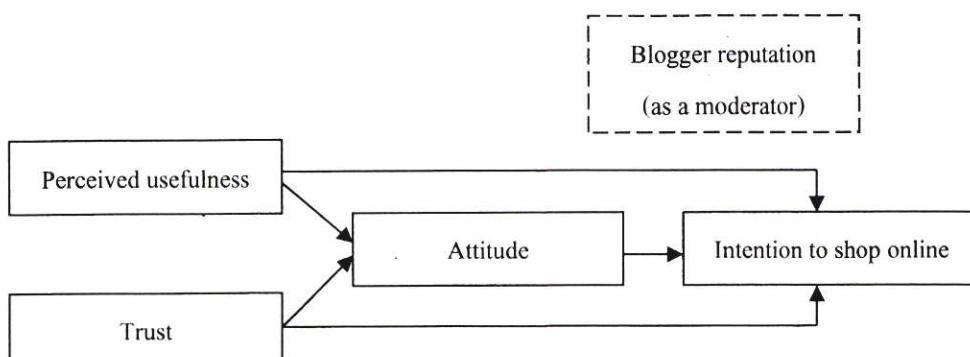 Blogger reputation
(as a moderator)
Perceived usefulness
Attitude
Intention to shop online
Trust